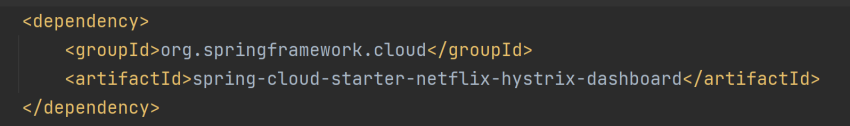 <dependency>
    <groupId>org.springframework.cloud</groupId>
    <artifactId>spring-cloud-starter-netflix-hystrix-dashboard</artifactId>
</dependency>